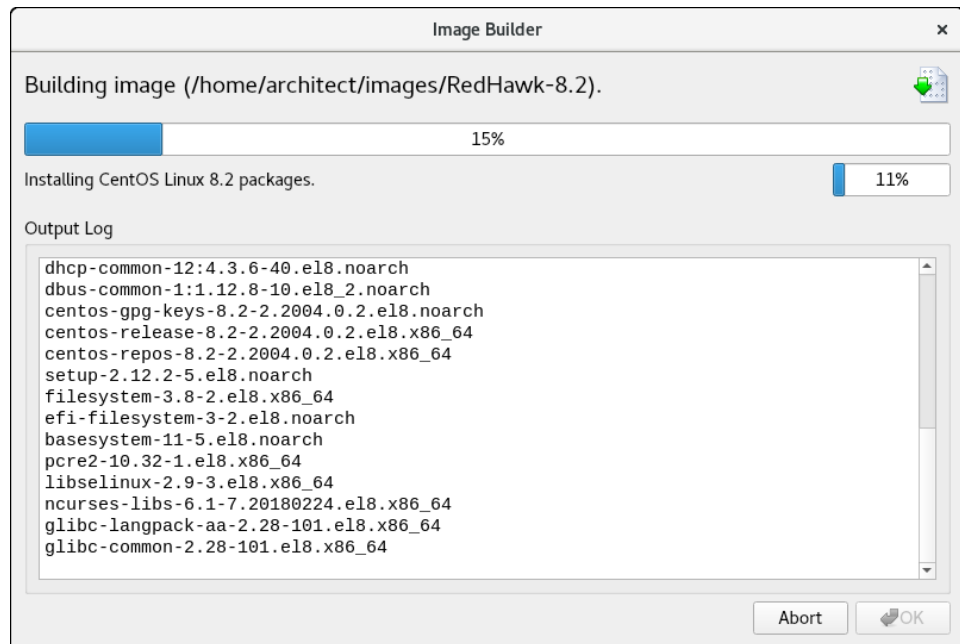 Image Builder
Building image (/home/architect/images/RedHawk-8.2).
15%
Installing CentOS Linux 8.2 packages.
11%
Output Log
dhcp-common-12:4.3.6-40.el8.noarch
dbus-common-1:1.12.8-10.el8_2.noarch
centos-gpg-keys-8.2-2.2004.0.2.el8.noarch
centos-release-8.2-2.2004.0.2.el8.x86_64
centos-repos-8.2-2.2004.0.2.el8.x86_64
setup-2.12.2-5.el8.noarch
filesystem-3.8-2.el8.x86_64
efi-filesystem-3-2.el8.noarch
basesystem-11-5.el8.noarch
pcre2-10.32-1.el8.x86_64
libselinux-2.9-3.el8.x86_64
ncurses-libs-6.1-7.20180224.el8.x86_64
glibc-langpack-aa-2.28-101.el8.x86_64
glibc-common-2.28-101.el8.x86_64
Abort
OK